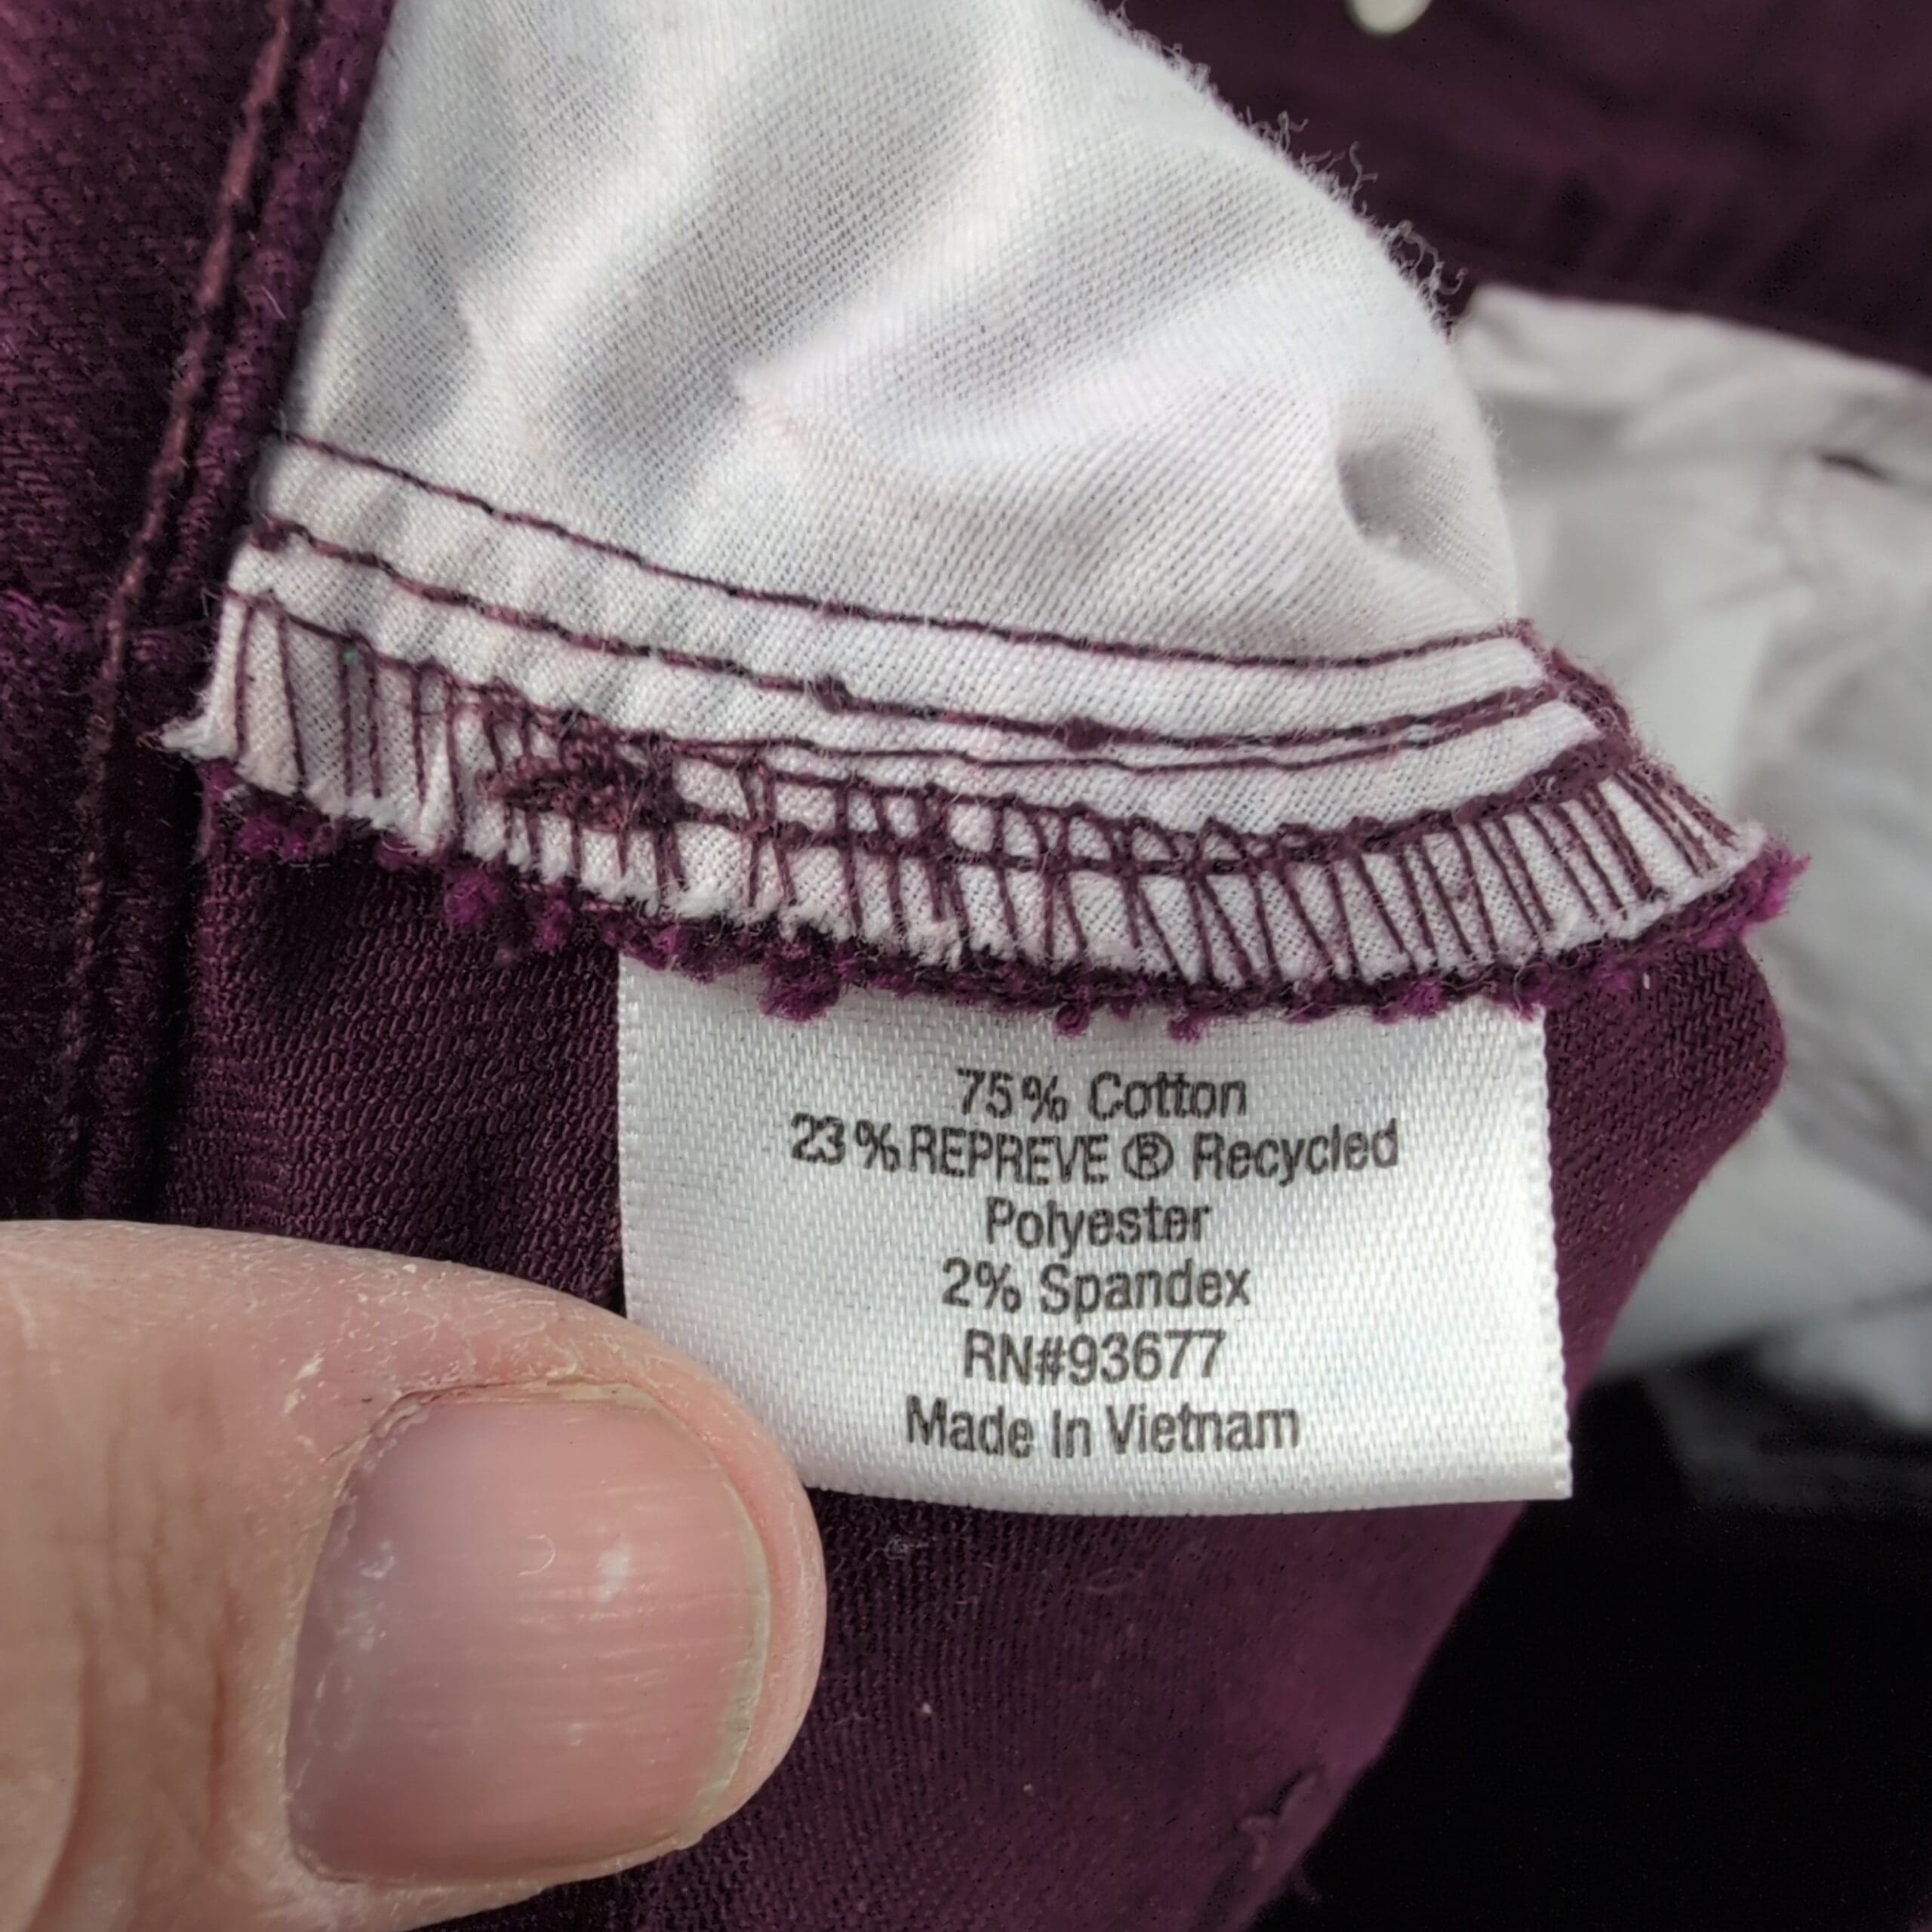 75% Cotton
23% REPREVE ® Recycled
Polyester
2% Spandex
RN#93677
Made In Vietnam